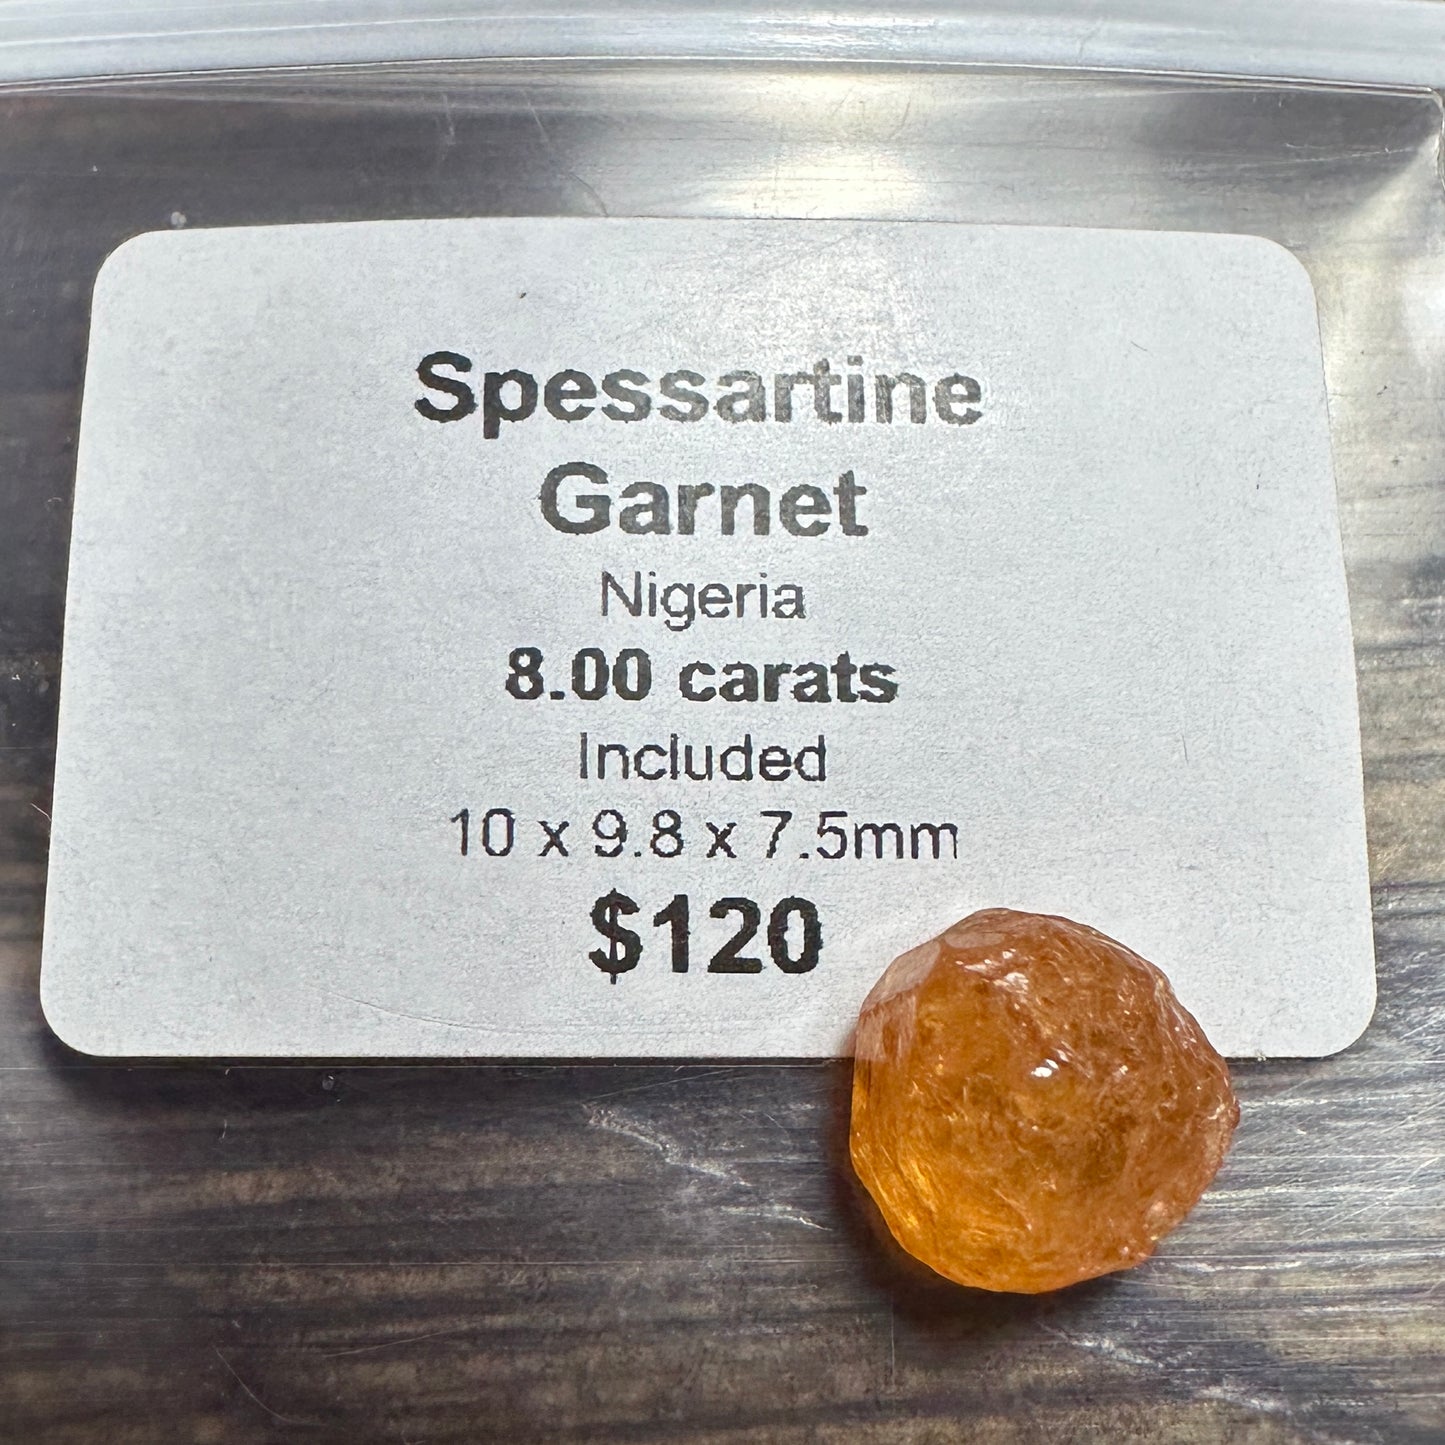 Spessartine
Garnet
Nigeria
8.00 carats
Included
10 x 9.8 x 7.5mm
$120